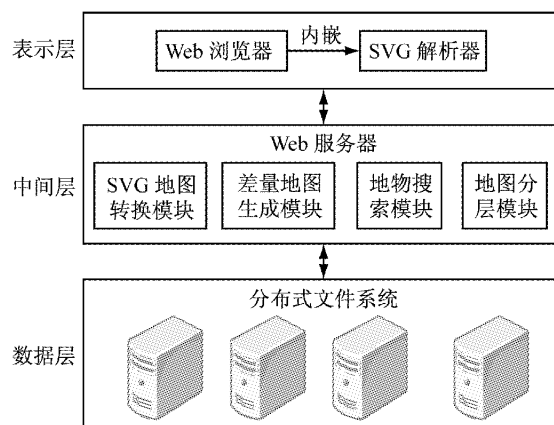 表示层
Web 浏览器
内嵌
SVG 解析器
中间层
Web 服务器
SVG 地图
转换模块
差量地图
生成模块
地物搜
索模块
地图分
层模块
数据层
分布式文件系统